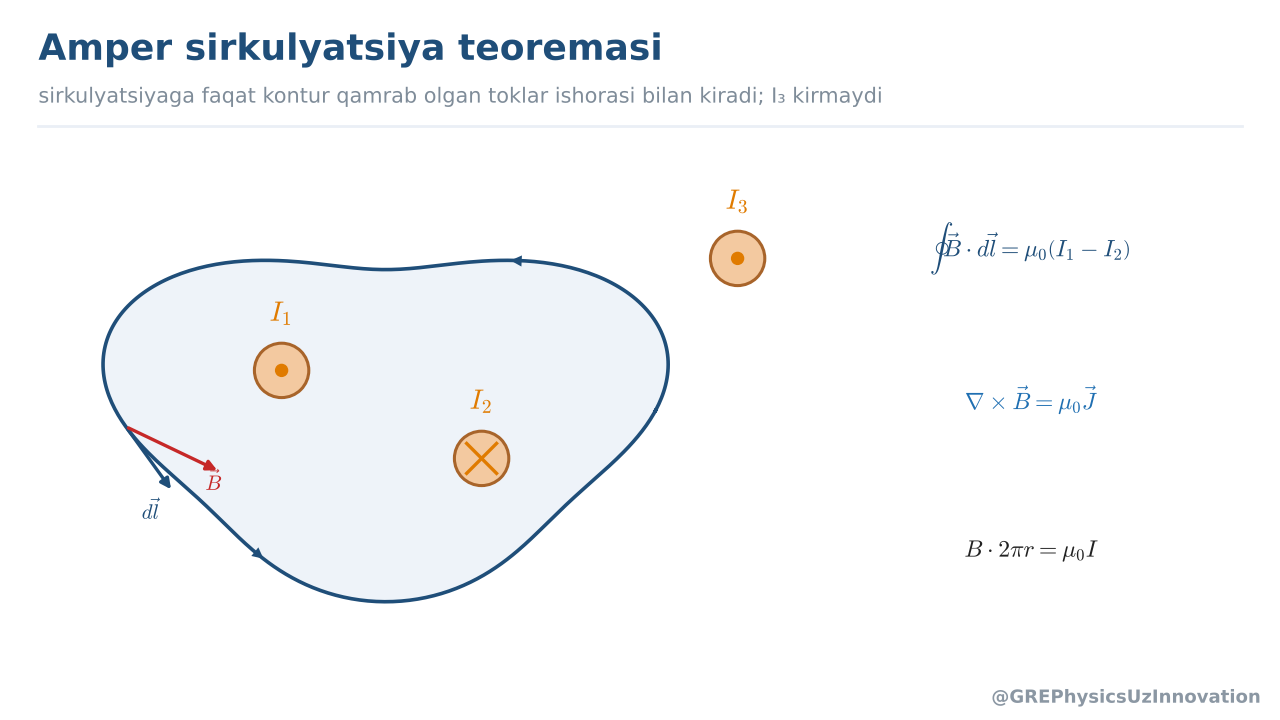 Amper sirkulyatsiya teoremasi
sirkulyatsiyaga faqat kontur qamrab olgan toklar ishorasi bilan kiradi; I₃ kirmaydi
I₃
∮B⃗ · dl⃗ = μ₀(I₁ − I₂)
I₁
I₂
∇ × B⃗ = μ₀J⃗
B⃗
dl⃗
B · 2πr = μ₀I
@GREPhysicsUzInnovation